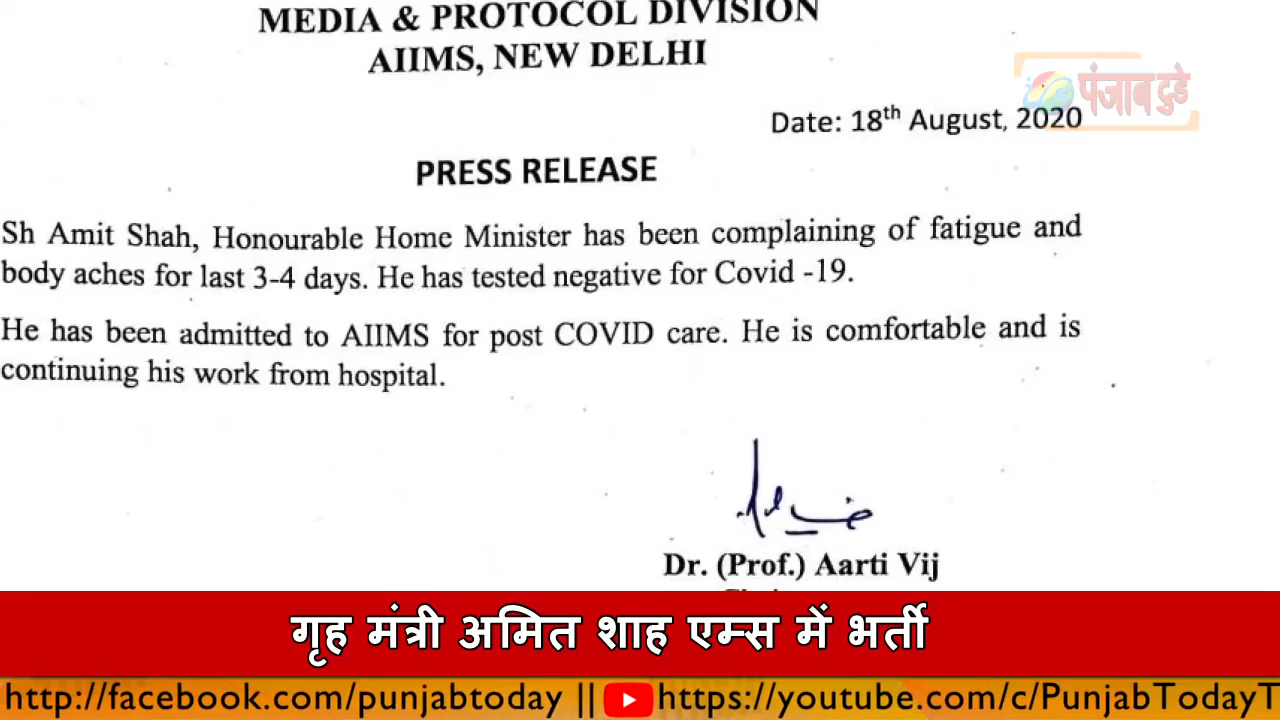 MEDIA & PROTOCOL DIVISION
AIIMS, NEW DELHI
पंजाब टुडे
Date: 18th August, 2020
PRESS RELEASE
Sh Amit Shah, Honourable Home Minister has been complaining of fatigue and
body aches for last 3-4 days. He has tested negative for Covid -19.
He has been admitted to AIIMS for post COVID care. He is comfortable and is
continuing his work from hospital.
Dr. (Prof.) Aarti Vij
गृह मंत्री अमित शाह एम्स में भर्ती
http://facebook.com/punjabtoday || https://youtube.com/c/PunjabTodayT